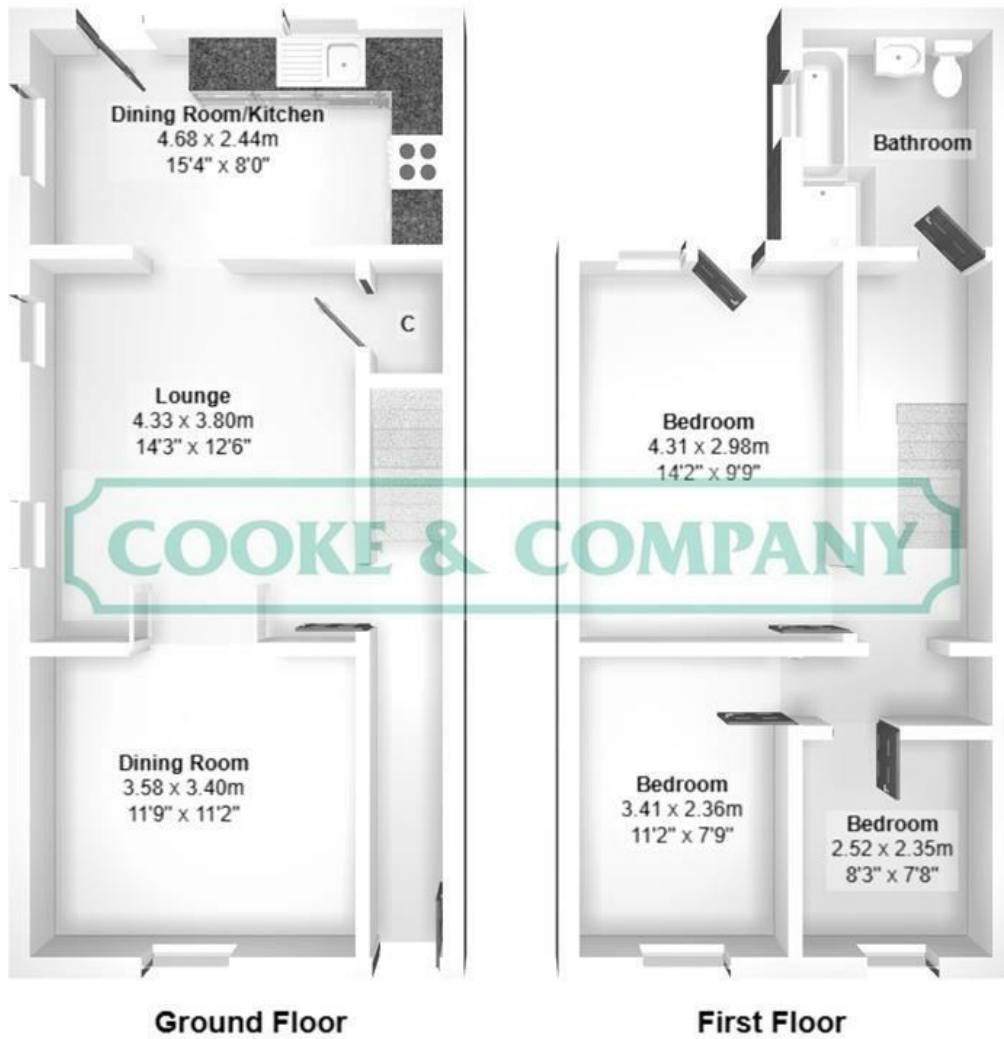 Dining Room/Kitchen
4.68 x 2.44m
15'4" x 8'0"
C
Lounge
4.33 x 3.80m
14'3" x 12'6"
Dining Room
3.58 x 3.40m
11'9" x 11'2"
Ground Floor
Bathroom
Bedroom
4.31 x 2.98m
14'2" x 9'9"
Bedroom
3.41 x 2.36m
11'2" x 7'9"
Bedroom
2.52 x 2.35m
8'3" x 7'8"
First Floor
COOKE & COMPANY